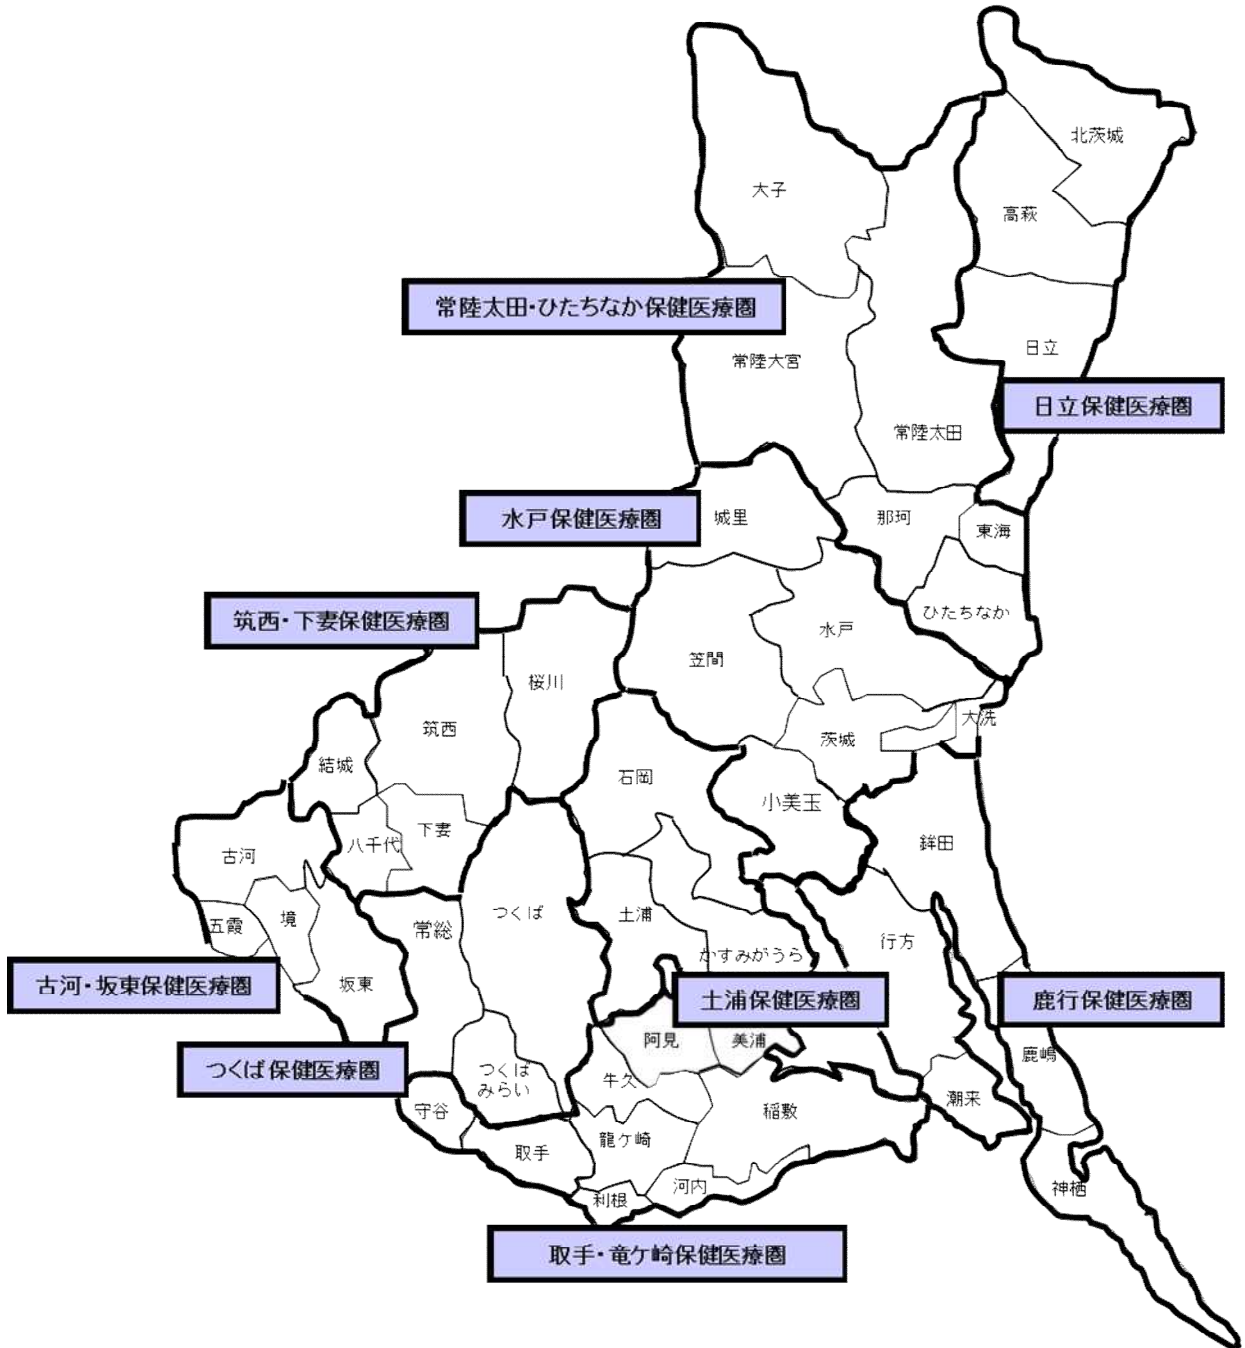 北茨城
大子
高萩
常陸太田・ひたちなか保健医療圏
日立
常陸大宮
日立保健医療圏
常陸太田
水戸保健医療圏
城里
那珂
東海
筑西・下妻保健医療圏
ひたちなか
水戸
笠間
桜川
大洗
筑西
茨城
結城
石岡
小美玉
下妻
八千代
鉾田
古河
つくば
土浦
境
五霞
常総
行方
かすみがうら
坂東
古河・坂東保健医療圏
土浦保健医療圏
鹿行保健医療圏
阿見
美浦
鹿嶋
つくば保健医療圏
つくば
みらい
牛久
潮来
守谷
稲敷
龍ケ崎
取手
河内
神栖
利根
取手・竜ケ崎保健医療圏